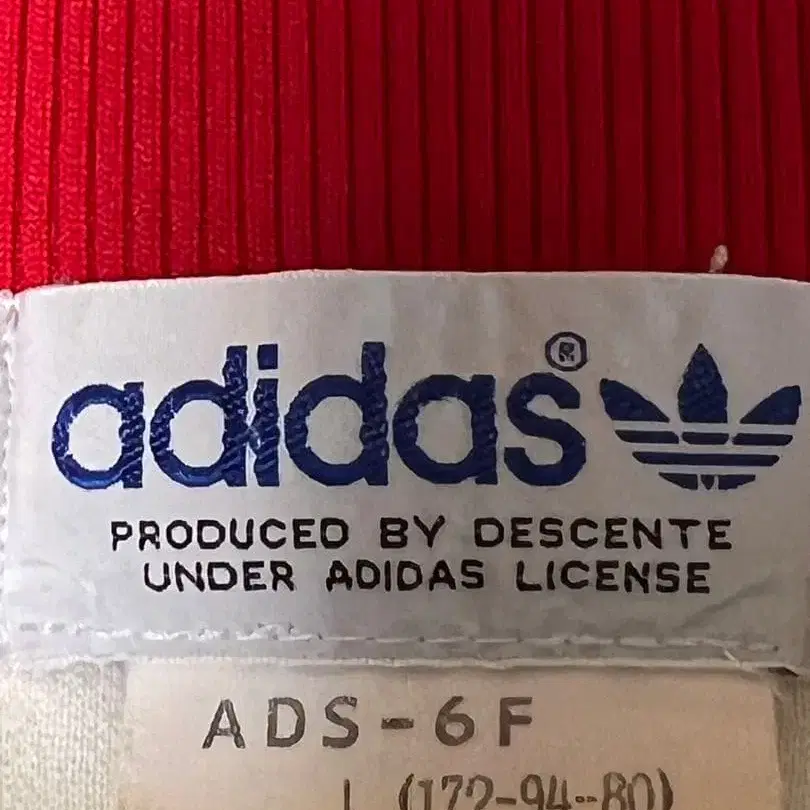 adidas®
PRODUCED BY DESCENTE
UNDER ADIDAS LICENSE
ADS-6F
L (172-94-80)